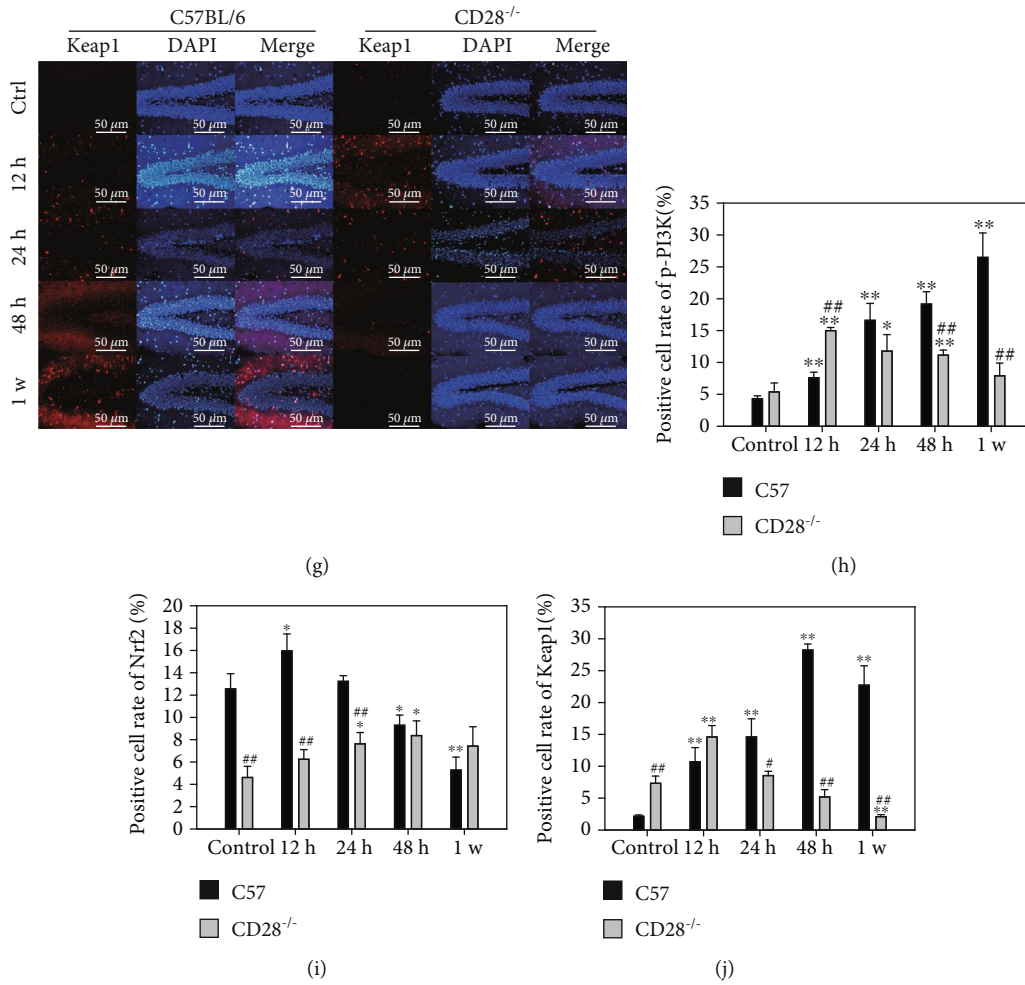 C57BL/6 CD28-/-
Keap1 DAPI Merge Keap1 DAPI Merge
Ctrl
50 μm 50 μm 50 μm 50 μm 50 μm 50 μm
12 h
50 μm 50 μm 50 μm 50 μm 50 μm 50 μm
24 h
50 μm 50 μm 50 μm 50 μm 50 μm 50 μm
48 h
50 μm 50 μm 50 μm 50 μm 50 μm 50 μm
1 w
50 μm 50 μm 50 μm 50 μm 50 μm 50 μm
(g)
Positive cell rate of p-PI3K(%)
35
30
25
20
15
10
5
0
**
##
**
**
*
**
##
**
**
##
Control 12 h 24 h 48 h 1 w
C57
CD28-/-
(h)
Positive cell rate of Nrf2 (%)
20
18
16
14
12
10
8
6
4
2
0
##
*
##
##
*
*
*
**
Control 12 h 24 h 48 h 1 w
C57
CD28-/-
(i)
Positive cell rate of Keap1(%)
35
30
25
20
15
10
5
0
##
**
**
**
#
**
##
**
##
**
Control 12 h 24 h 48 h 1 w
C57
CD28-/-
(j)